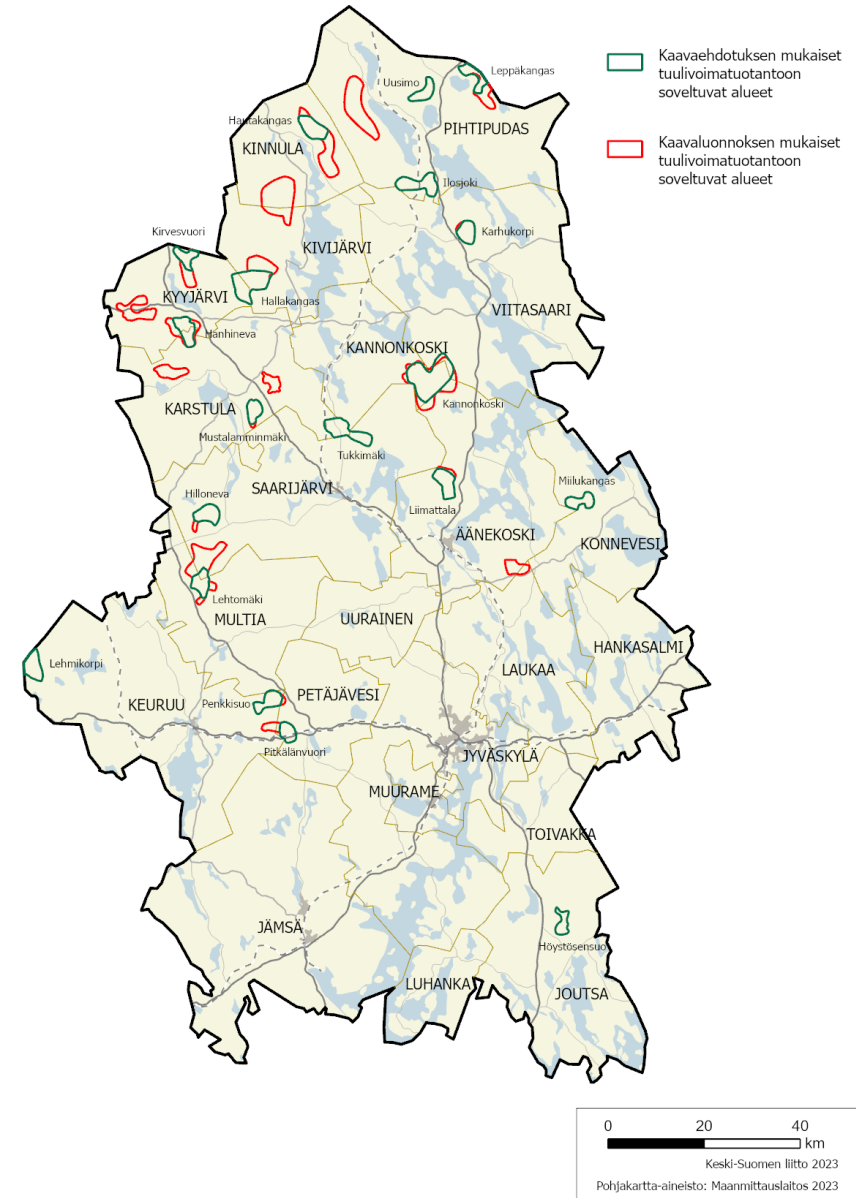 Kaavaehdotuksen mukaiset
tuulivoimatuotantoon
soveltuvat alueet
Kaavaluonnoksen mukaiset
tuulivoimatuotantoon
soveltuvat alueet
Leppäkangas
Uusimo
Hautakangas
PIHTIPUDAS
KINNULA
Ilosjoki
Kirvesvuori
Karhukorpi
KIVIJÄRVI
KYYJÄRVI
Hallakangas
VIITASAARI
Hanhineva
KANNONKOSKI
Kannonkoski
KARSTULA
Mustalamminmäki
Tukkimäki
SAARIJÄRVI
Hilloneva
Miilukangas
Liimattala
ÄÄNEKOSKI
KONNEVESI
Lehtomäki
MULTIA
UURAINEN
HANKASALMI
Lehmikorpi
LAUKAA
PETÄJÄVESI
KEURUU
Penkkisuo
Pitkälänvuori
JYVÄSKYLÄ
MUURAME
TOIVAKKA
JÄMSÄ
Höystösensuo
LUHANKA
JOUTSA
0 20 40
km
Keski-Suomen liitto 2023
Pohjakartta-aineisto: Maanmittauslaitos 2023